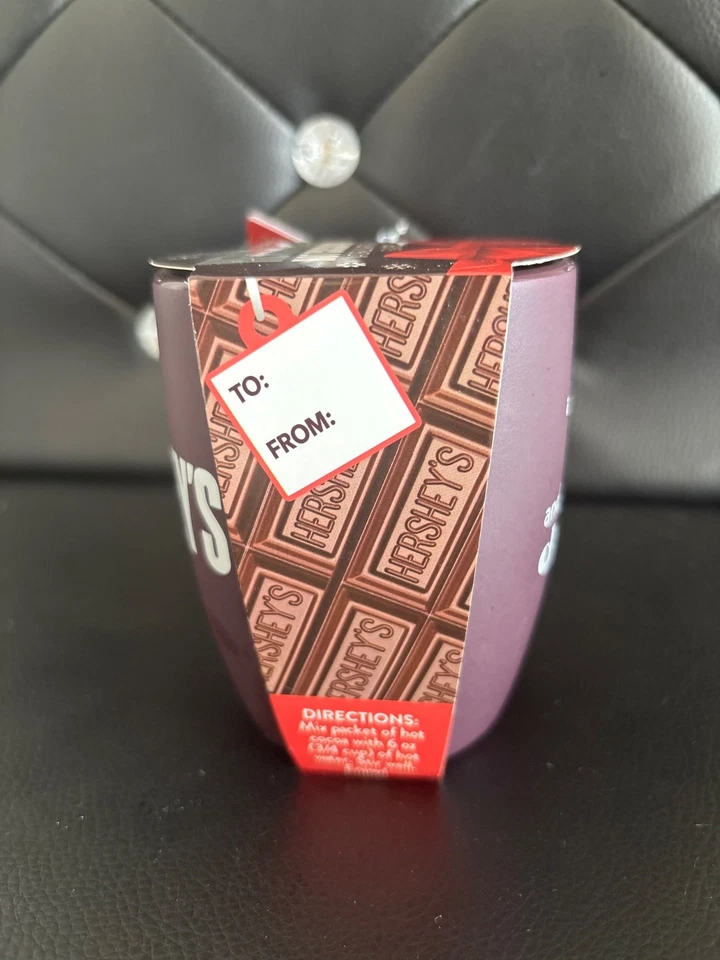 TO:
FROM:
HERSHEY'S
HERSHEY'S
HERSHEY'S
HERSHEY'S
HERSHEY'S
'S
DIRECTIONS:
Mix packet of hot
cocoa with 6 oz
(3/4 cup) of hot
water. Stir well.